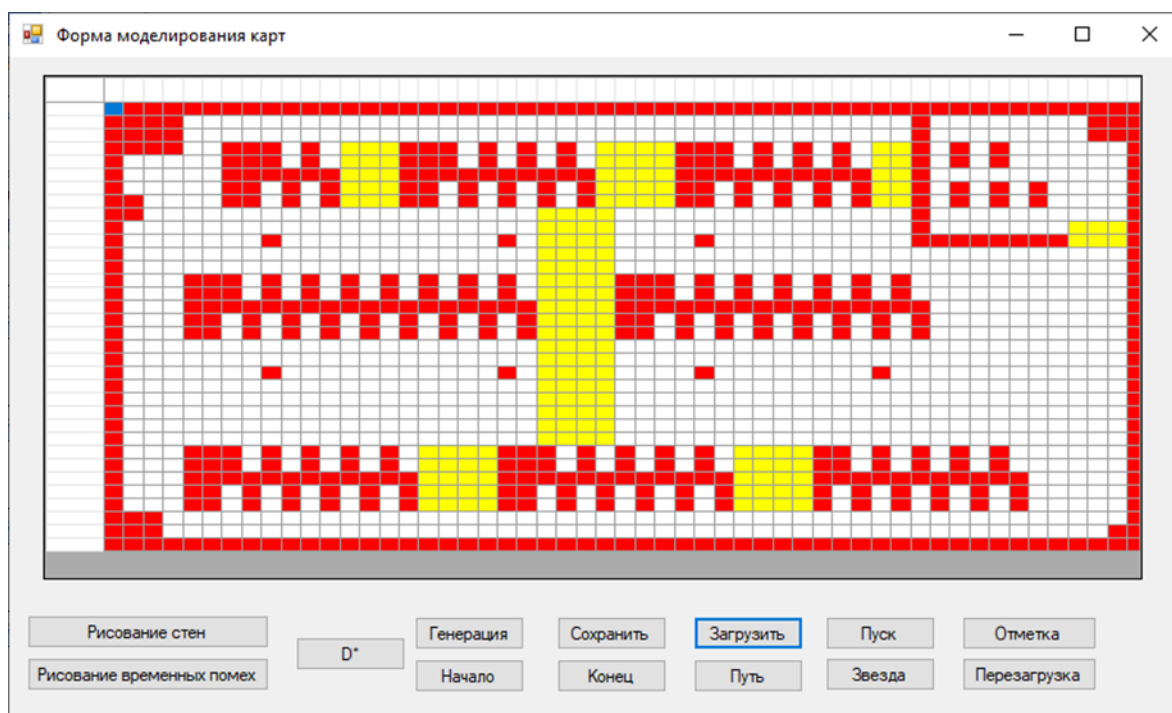 Форма моделирования карт
Рисование стен
Генерация
Сохранить
Загрузить
Пуск
Отметка
D*
Рисование временных помех
Начало
Конец
Путь
Звезда
Перезагрузка